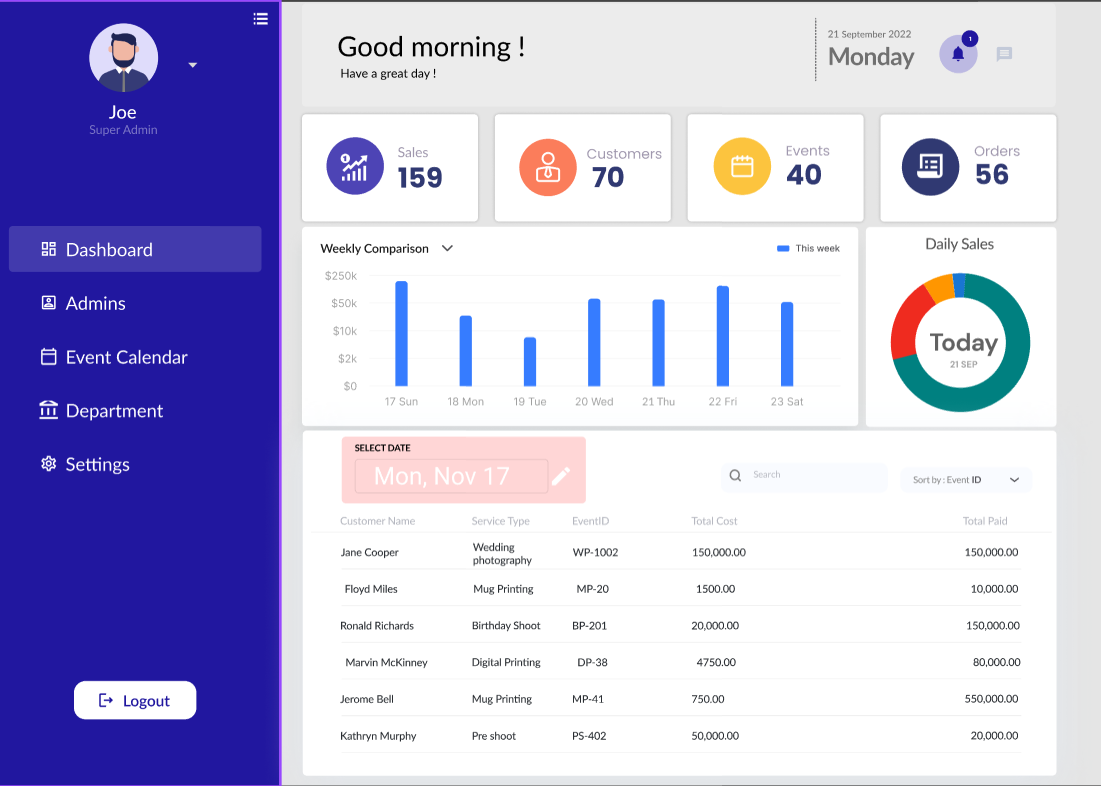 Joe
Super Admin
Dashboard
Admins
Event Calendar
Department
Settings
Logout
Good morning !
Have a great day !
21 September 2022
Monday
1
Sales
159
Customers
70
Events
40
Orders
56
Weekly Comparison
This week
$250k
$50k
$10k
$2k
$0
17 Sun 18 Mon 19 Tue 20 Wed 21 Thu 22 Fri 23 Sat
Daily Sales
Today
21 SEP
SELECT DATE
Mon, Nov 17
Search
Sort by : Event ID
Customer Name Service Type EventID Total Cost Total Paid
Jane Cooper Wedding photography WP-1002 150,000.00 150,000.00
Floyd Miles Mug Printing MP-20 1500.00 10,000.00
Ronald Richards Birthday Shoot BP-201 20,000.00 150,000.00
Marvin McKinney Digital Printing DP-38 4750.00 80,000.00
Jerome Bell Mug Printing MP-41 750.00 550,000.00
Kathryn Murphy Pre shoot PS-402 50,000.00 20,000.00